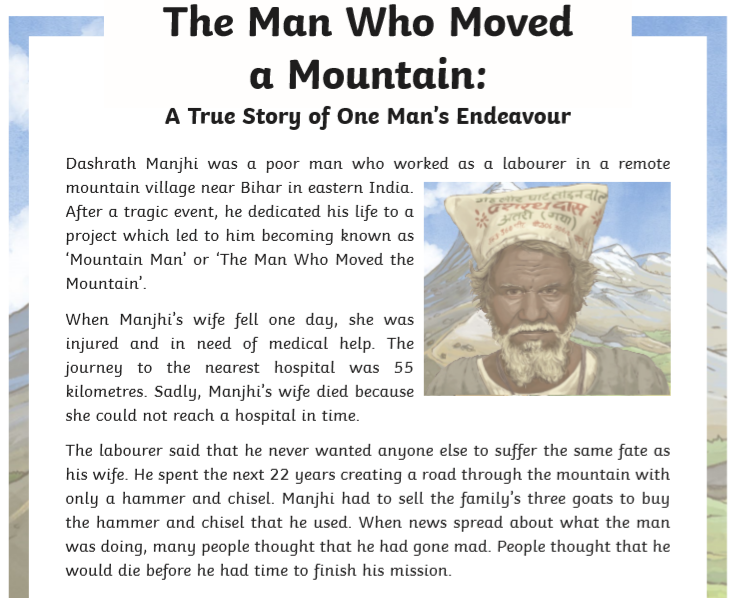 The Man Who Moved
a Mountain:
A True Story of One Man's Endeavour
Dashrath Manjhi was a poor man who worked as a labourer in a remote
mountain village near Bihar in eastern India.
After a tragic event, he dedicated his life to a
project which led to him becoming known as
‘Mountain Man’ or ‘The Man Who Moved the
Mountain’.
When Manjhi's wife fell one day, she was
injured and in need of medical help. The
journey to the nearest hospital was 55
kilometres. Sadly, Manjhi's wife died because
she could not reach a hospital in time.
दास
(गया)
The labourer said that he never wanted anyone else to suffer the same fate as
his wife. He spent the next 22 years creating a road through the mountain with
only a hammer and chisel. Manjhi had to sell the family's three goats to buy
the hammer and chisel that he used. When news spread about what the man
was doing, many people thought that he had gone mad. People thought that he
would die before he had time to finish his mission.